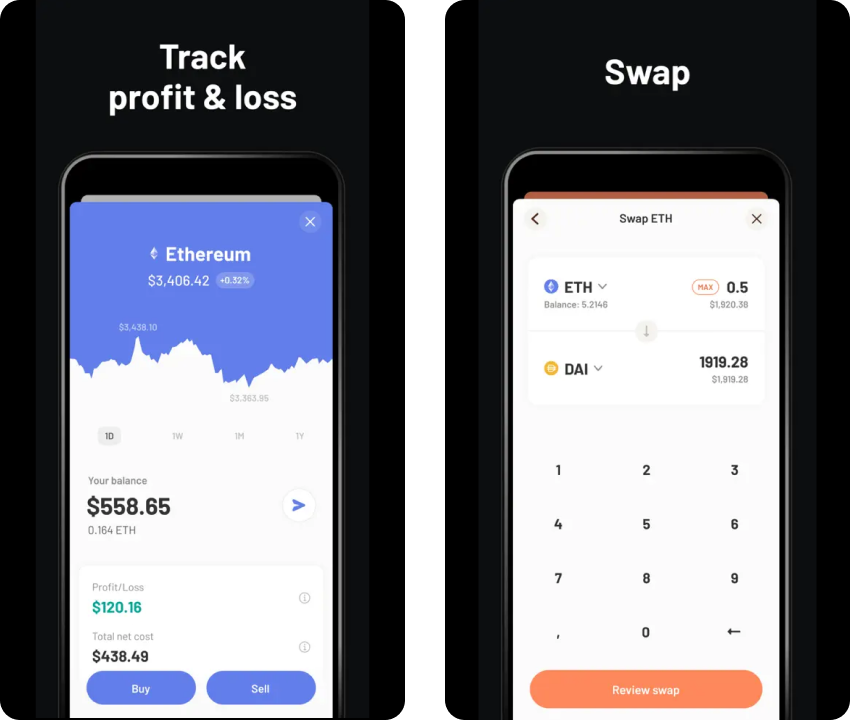 Track
profit & loss
Ethereum
$3,406.42 +0.32%
$3,438.10
$3,363.95
1D 1W 1M 1Y
Your balance
$558.65
0.164 ETH
Profit/Loss
$120.16
Total net cost
$438.49
Buy Sell
Swap
Swap ETH
ETH MAX 0.5
Balance: 5.2146 $1,920.38
DAI 1919.28
$1,919.28
1 2 3
4 5 6
7 8 9
, 0
Review swap